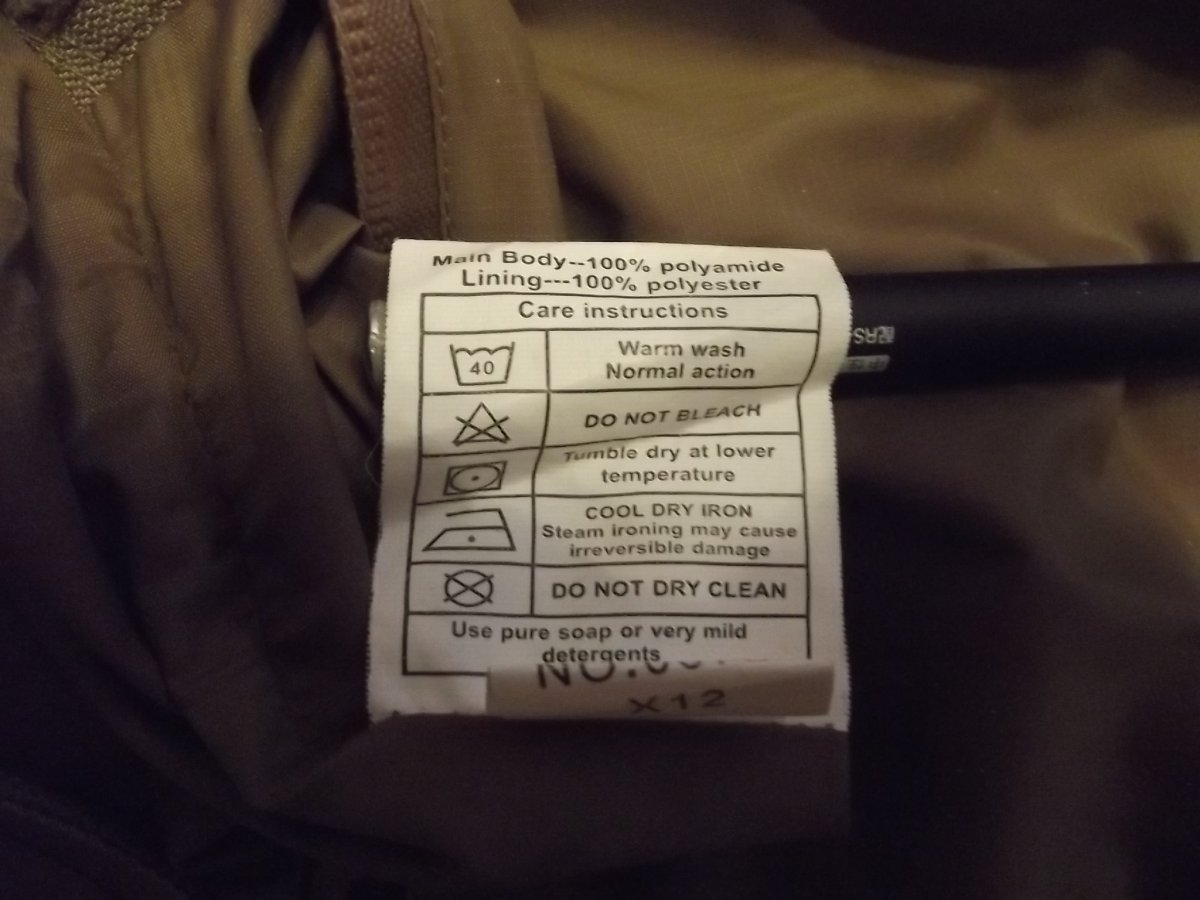 Main Body--100% polyamide
Lining---100% polyester
Care instructions
40
Warm wash
Normal action
DO NOT BLEACH
Tumble dry at lower
temperature
COOL DRY IRON
Steam ironing may cause
irreversible damage
DO NOT DRY CLEAN
Use pure soap or very mild
detergents
X12